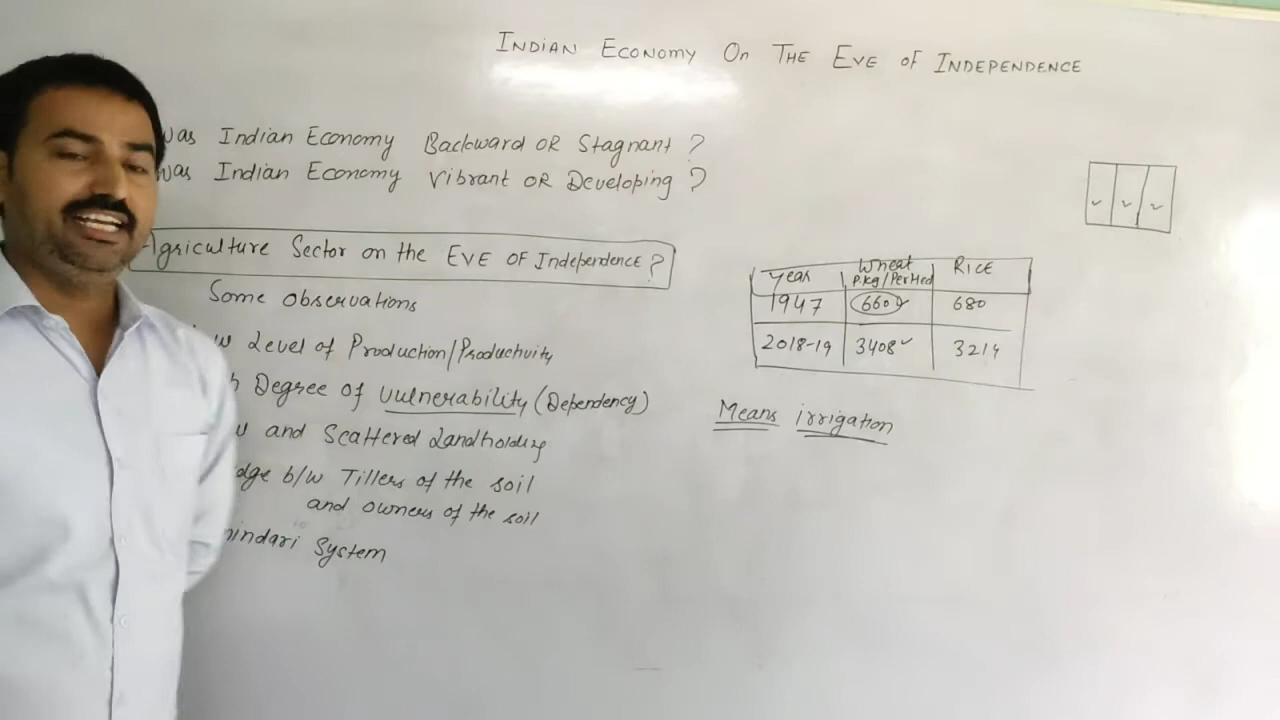 INDIAN ECONOMY On THE EVE OF INDEPENDENCE
was Indian Economy Backward OR Stagnant ?
was Indian Economy Vibrant OR Developing ?
Agriculture Sector on the EVE OF Independence ?
Some Observations
Level of Production/Productivity
Degree of Vulnerability (Dependency)
and Scattered Landholding
b/w Tillers of the soil
and owners of the soil
System
Year Wheat RICE
P.kg/PerHed
1947 660 680
2018-19 3408 3214
Means irrigation